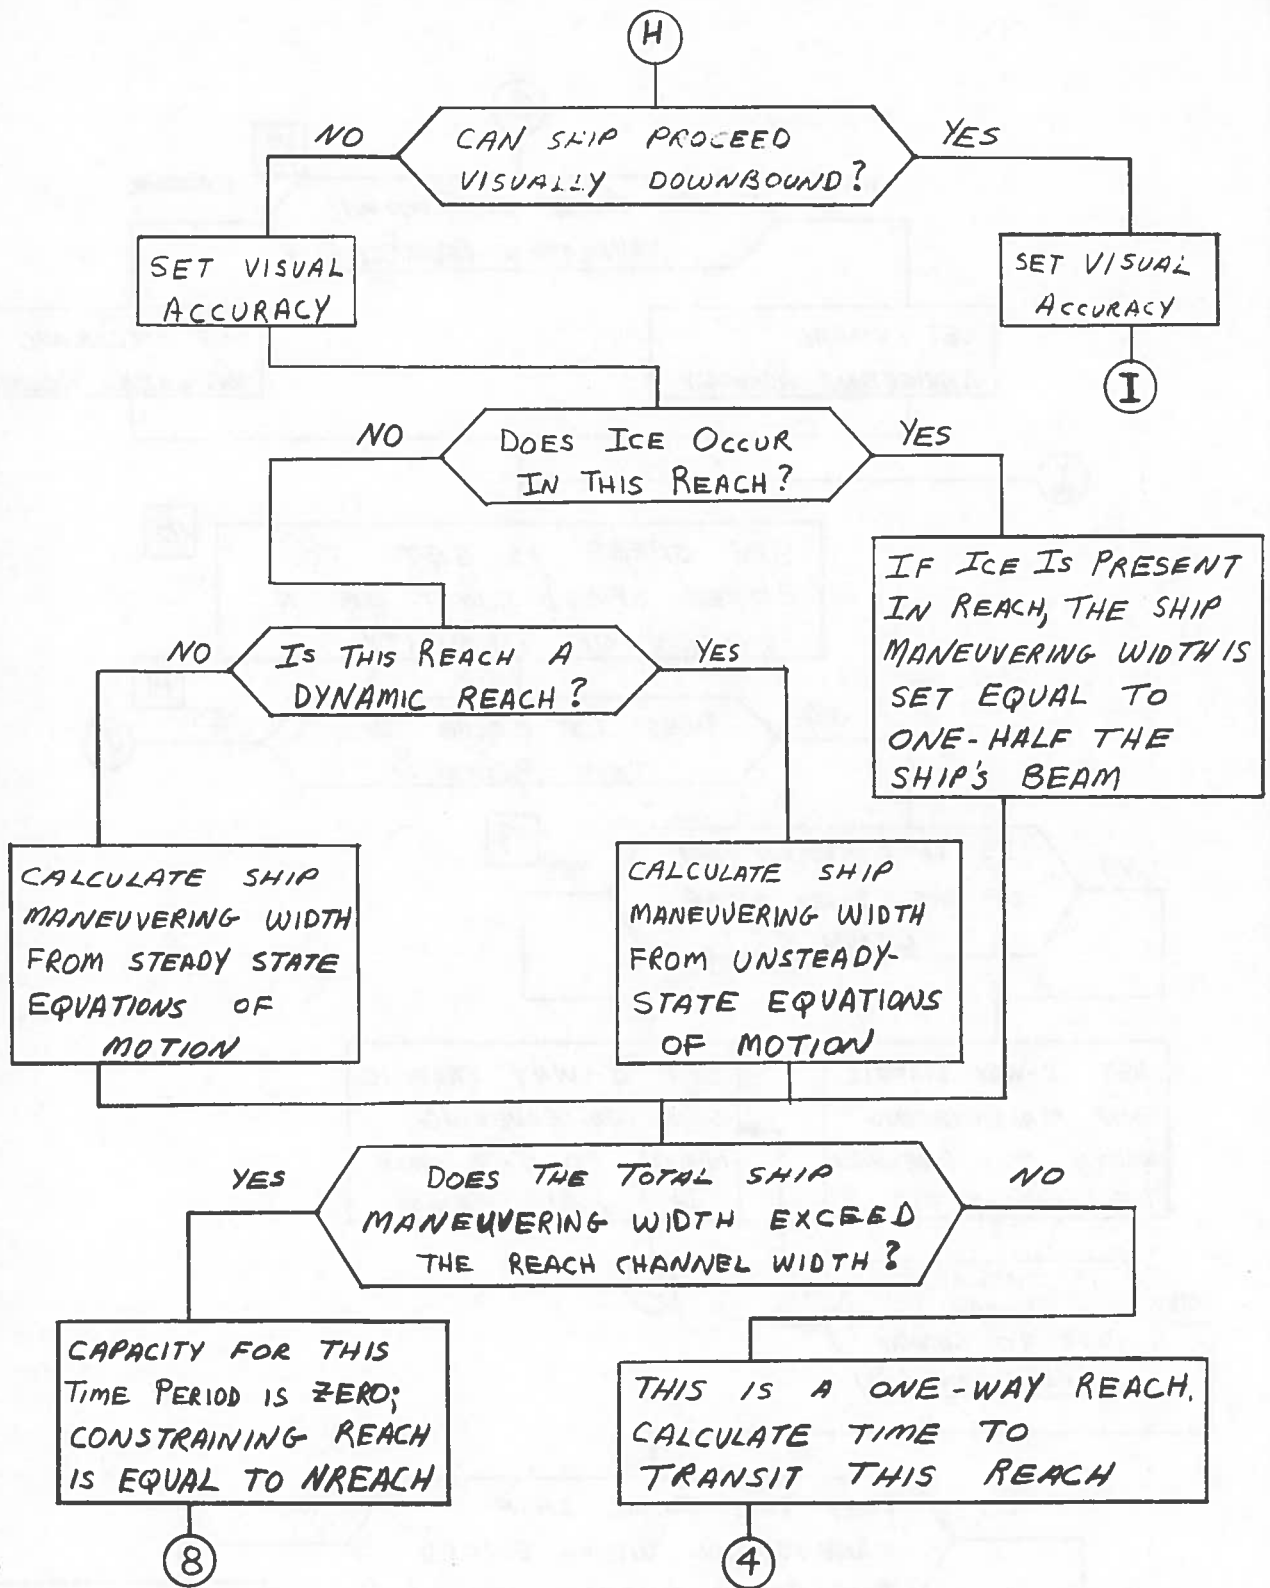 H
NO
CAN SHIP PROCEED
VISUALLY DOWNBOUND?
YES
SET VISUAL
ACCURACY
SET VISUAL
ACCURACY
I
NO
DOES ICE OCCUR
IN THIS REACH?
YES
IF ICE IS PRESENT
IN REACH, THE SHIP
MANEUVERING WIDTH IS
SET EQUAL TO
ONE-HALF THE
SHIP'S BEAM
NO
IS THIS REACH A
DYNAMIC REACH?
YES
CALCULATE SHIP
MANEUVERING WIDTH
FROM STEADY STATE
EQUATIONS OF
MOTION
CALCULATE SHIP
MANEUVERING WIDTH
FROM UNSTEADY-
STATE EQUATIONS
OF MOTION
YES
DOES THE TOTAL SHIP
MANEUVERING WIDTH EXCEED
THE REACH CHANNEL WIDTH?
NO
CAPACITY FOR THIS
TIME PERIOD IS ZERO;
CONSTRAINING REACH
IS EQUAL TO NREACH
THIS IS A ONE-WAY REACH.
CALCULATE TIME TO
TRANSIT THIS REACH
8
4